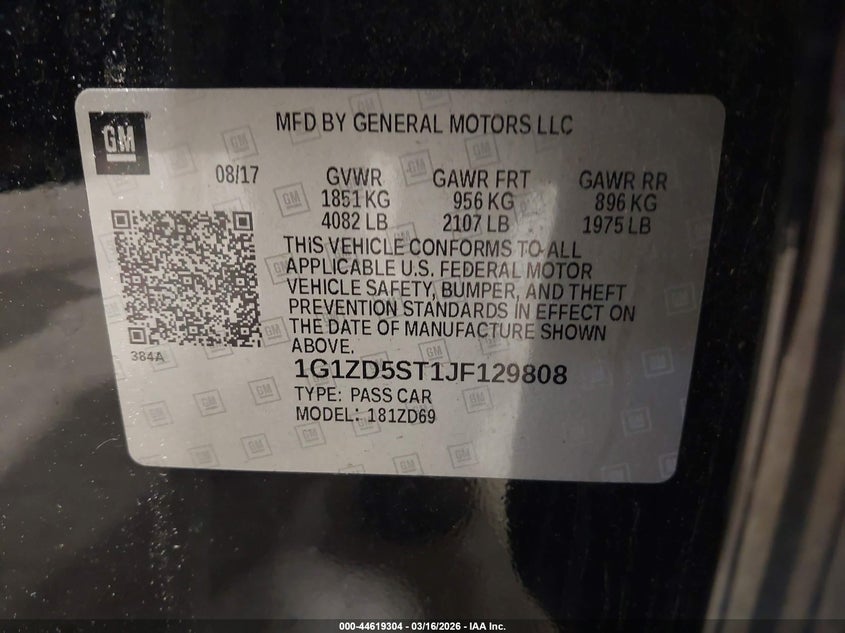 GM
MFD BY GENERAL MOTORS LLC
08/17
GVWR GAWR FRT GAWR RR
1851 KG 956 KG 896 KG
4082 LB 2107 LB 1975 LB
THIS VEHICLE CONFORMS TO ALL
APPLICABLE U.S. FEDERAL MOTOR
VEHICLE SAFETY, BUMPER, AND THEFT
PREVENTION STANDARDS IN EFFECT ON
THE DATE OF MANUFACTURE SHOWN
ABOVE.
384A
1G1ZD5ST1JF129808
TYPE: PASS CAR
MODEL: 181ZD69
000-44619304 | 03/16/2026 – IAA Inc.